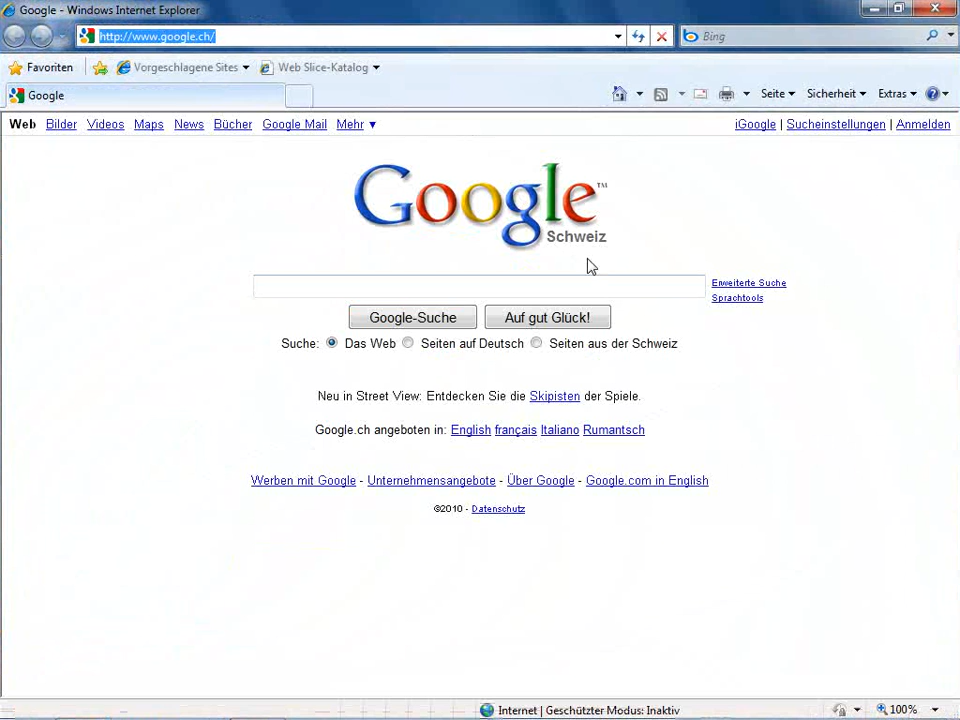 Google - Windows Internet Explorer
http://www.google.ch/
Bing
Favoriten Vorgeschlagene Sites Web Slice-Katalog
Google
Seite Sicherheit Extras
Web Bilder Videos Maps News Bücher Google Mail Mehr ▼ iGoogle | Sucheinstellungen | Anmelden
Google™
Schweiz
Erweiterte Suche
Sprachtools
Google-Suche Auf gut Glück!
Suche: Das Web Seiten auf Deutsch Seiten aus der Schweiz
Neu in Street View: Entdecken Sie die Skipisten der Spiele.
Google.ch angeboten in: English français Italiano Rumantsch
Werben mit Google - Unternehmensangebote - Über Google - Google.com in English
©2010 - Datenschutz
Internet | Geschützter Modus: Inaktiv 100%